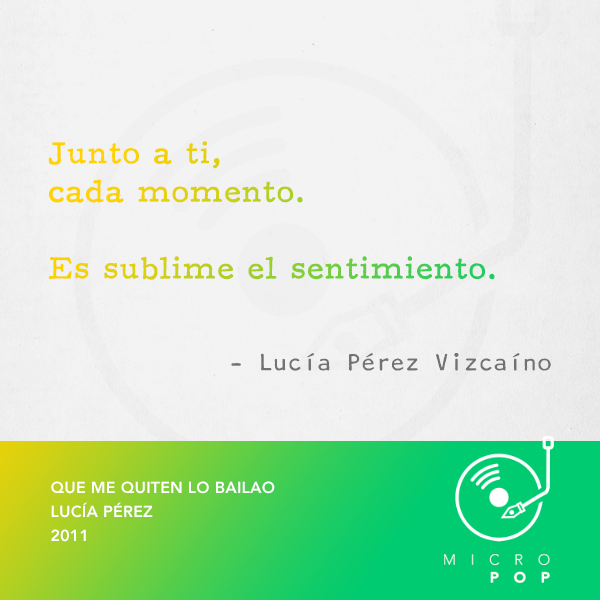 Junto a ti,
cada momento.
Es sublime el sentimiento.
- Lucía Pérez Vizcaíno
QUE ME QUITEN LO BAILAO
LUCÍA PÉREZ
2011
MICRO
POP